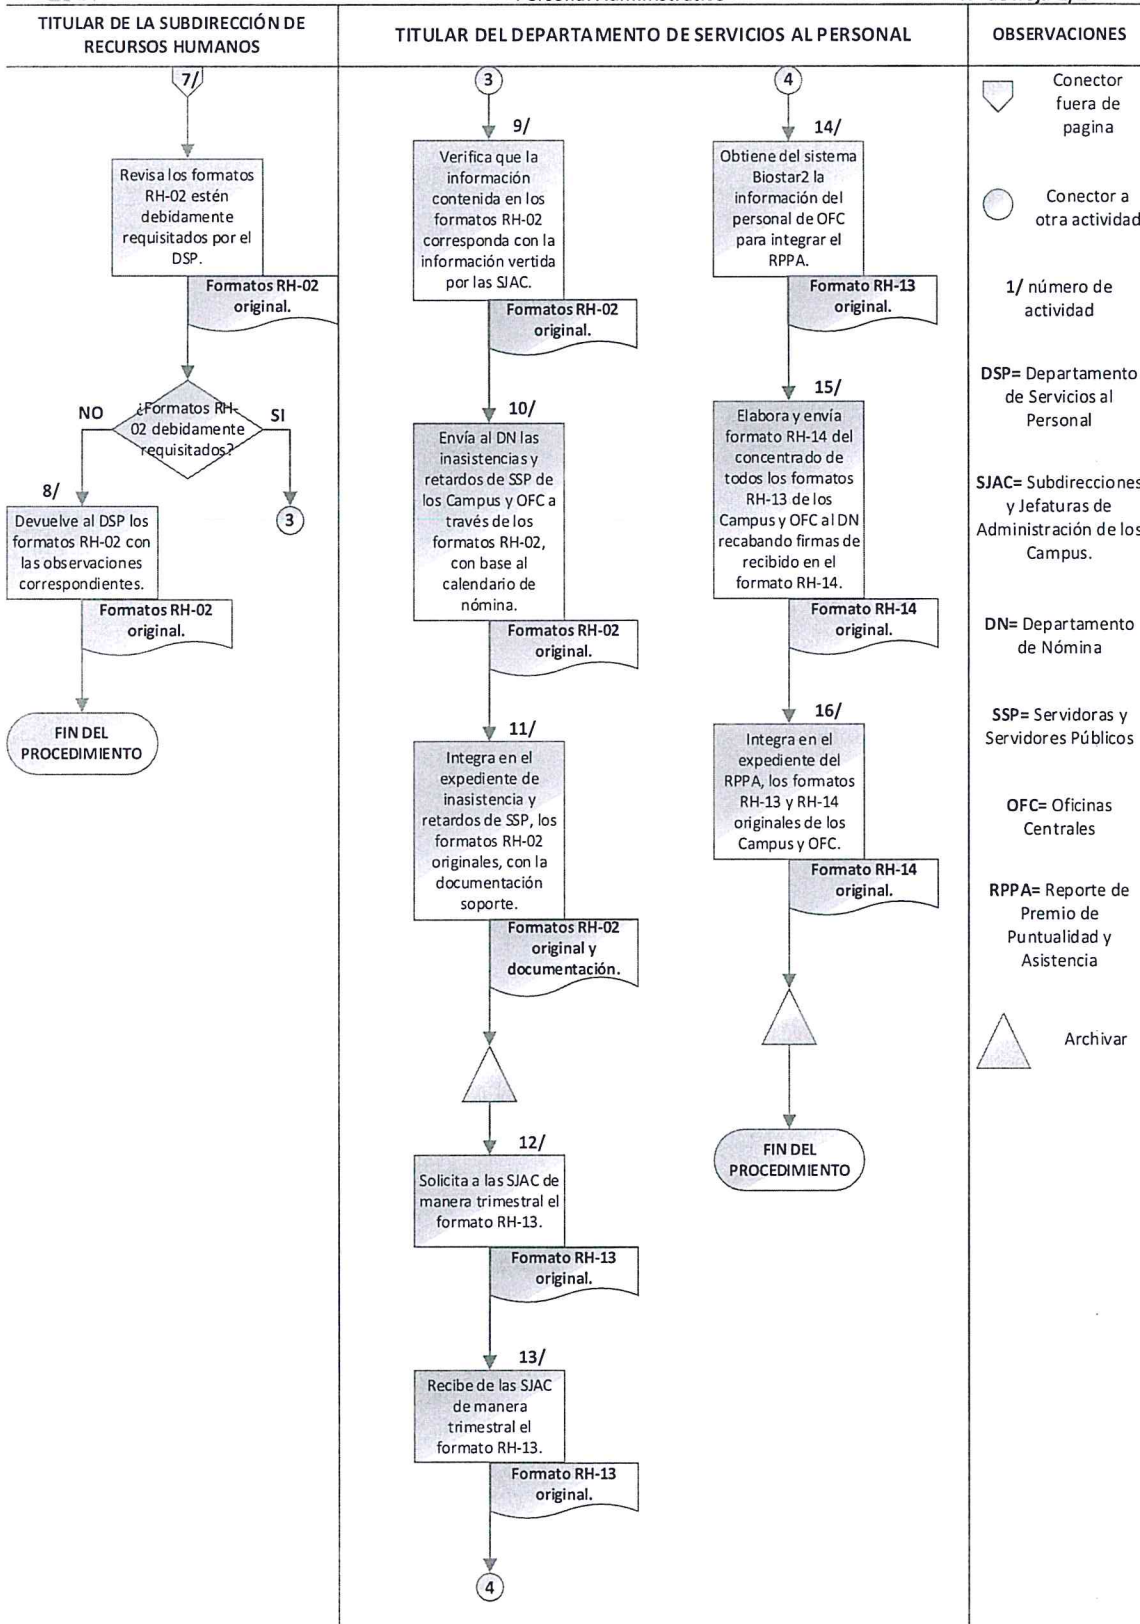 Personal Administrativo
TITULAR DE LA SUBDIRECCIÓN DE
RECURSOS HUMANOS
TITULAR DEL DEPARTAMENTO DE SERVICIOS AL PERSONAL
OBSERVACIONES
7/
Revisa los formatos
RH-02 estén
debidamente
requisitados por el
DSP.
Formatos RH-02
original.
¿Formatos RH-
02 debidamente
requisitados?
NO
SI
3
8/
Devuelve al DSP los
formatos RH-02 con
las observaciones
correspondientes.
Formatos RH-02
original.
FIN DEL
PROCEDIMIENTO
3
9/
Verifica que la
información
contenida en los
formatos RH-02
corresponda con la
información vertida
por las SJAC.
Formatos RH-02
original.
10/
Envía al DN las
inasistencias y
retardos de SSP de
los Campus y OFC a
través de los
formatos RH-02,
con base al
calendario de
nómina.
Formatos RH-02
original.
11/
Integra en el
expediente de
inasistencia y
retardos de SSP, los
formatos RH-02
originales, con la
documentación
soporte.
Formatos RH-02
original y
documentación.
12/
Solicita a las SJAC de
manera trimestral el
formato RH-13.
Formato RH-13
original.
13/
Recibe de las SJAC
de manera
trimestral el
formato RH-13.
Formato RH-13
original.
4
4
14/
Obtiene del sistema
Biostar2 la
información del
personal de OFC
para integrar el
RPPA.
Formato RH-13
original.
15/
Elabora y envía
formato RH-14 del
concentrado de
todos los formatos
RH-13 de los
Campus y OFC al DN
recabando firmas de
recibido en el
formato RH-14.
Formato RH-14
original.
16/
Integra en el
expediente del
RPPA, los formatos
RH-13 y RH-14
originales de los
Campus y OFC.
Formato RH-14
original.
FIN DEL
PROCEDIMIENTO
Conector
fuera de
pagina
Conector a
otra actividad
1/ número de
actividad
DSP= Departamento
de Servicios al
Personal
SJAC= Subdirecciones
y Jefaturas de
Administración de los
Campus.
DN= Departamento
de Nómina
SSP= Servidoras y
Servidores Públicos
OFC= Oficinas
Centrales
RPPA= Reporte de
Premio de
Puntualidad y
Asistencia
Archivar